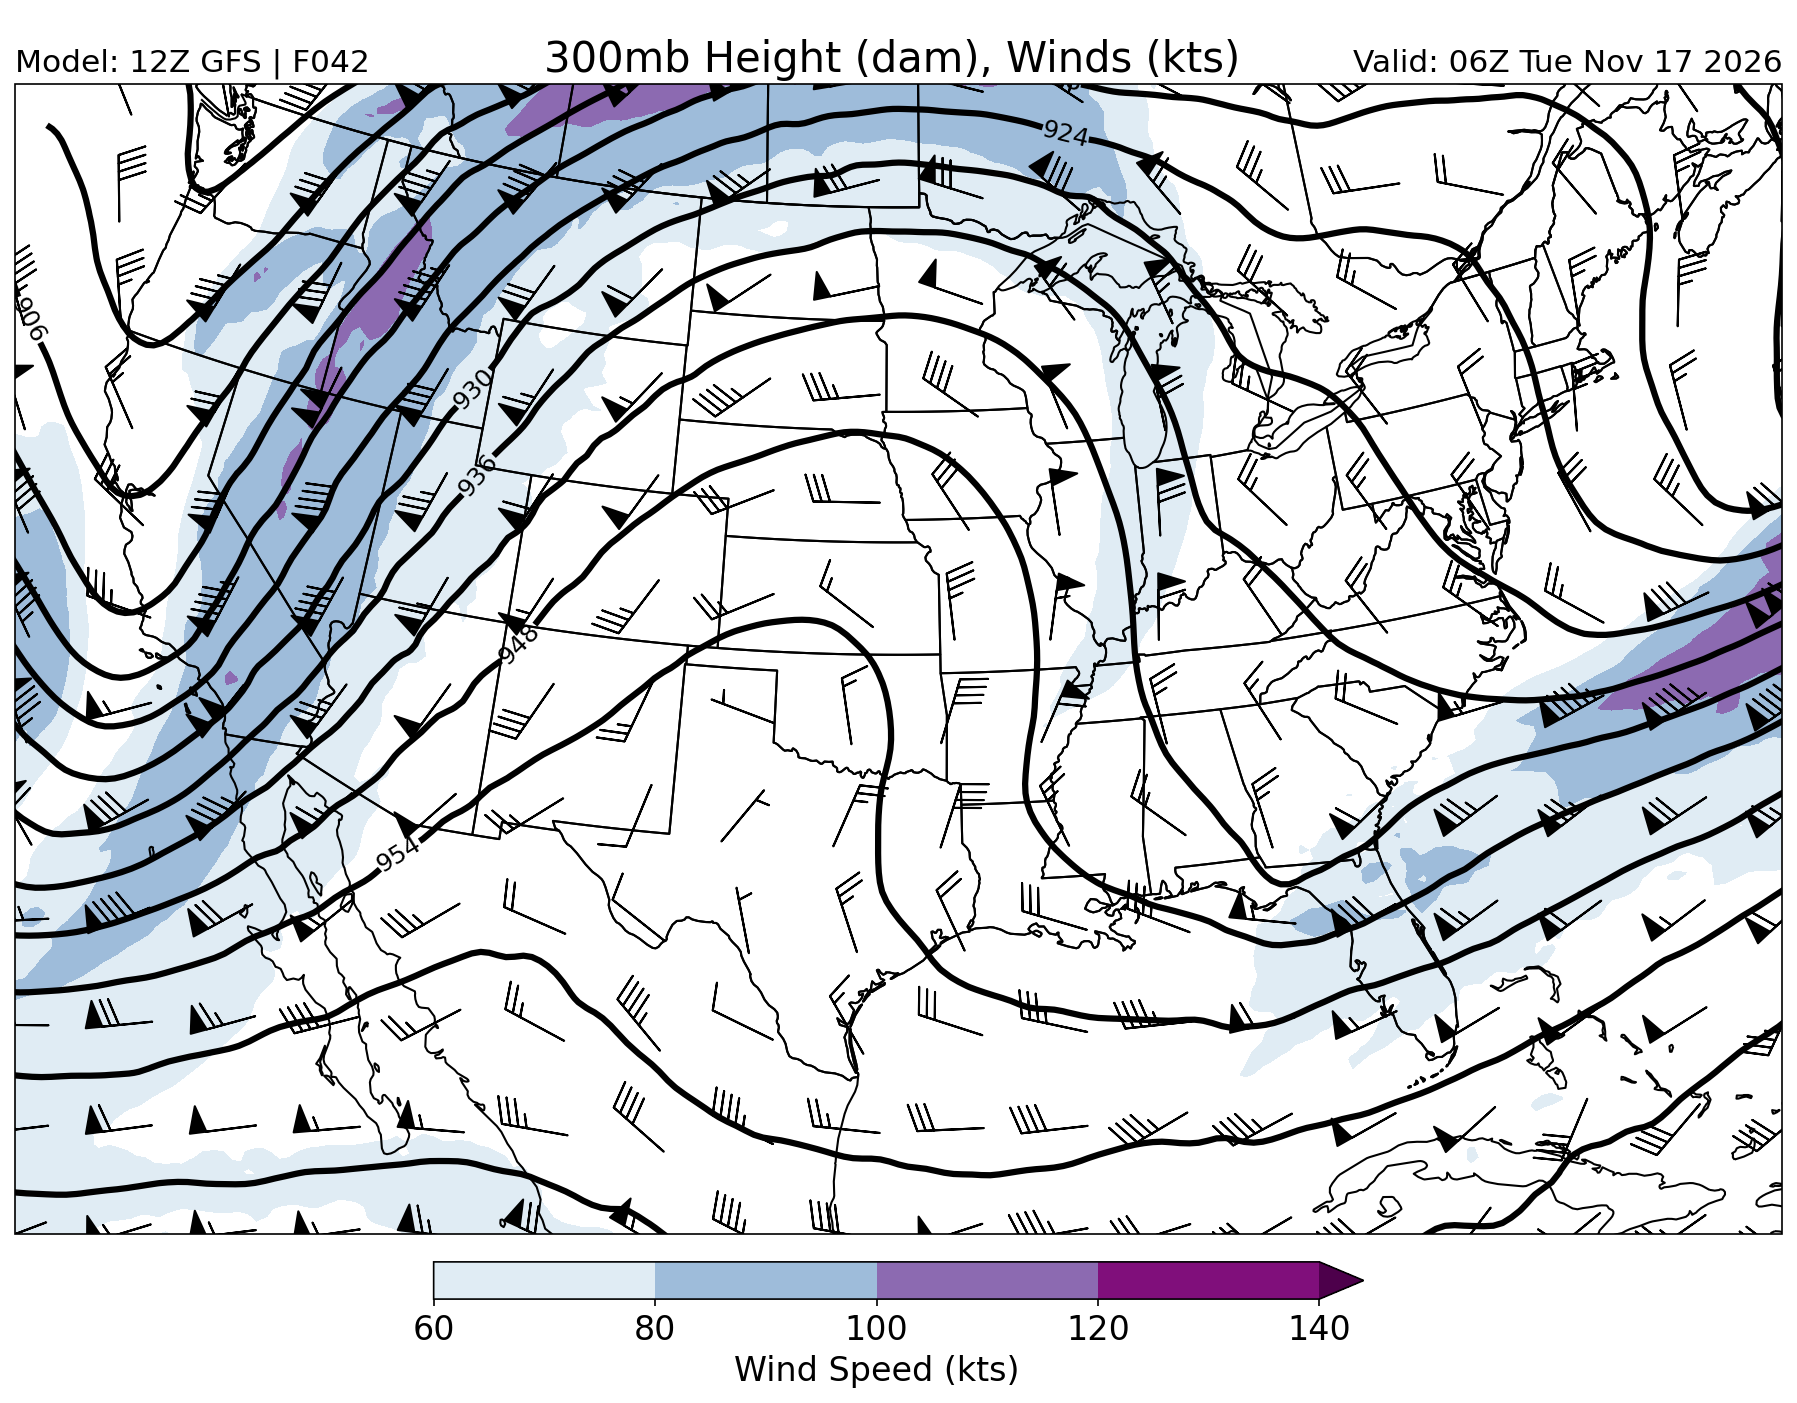 Model: 12Z GFS | F042
300mb Height (dam), Winds (kts)
Valid: 06Z Tue Nov 17 2026
924
906
930
936
948
954
60 80 100 120 140
Wind Speed (kts)